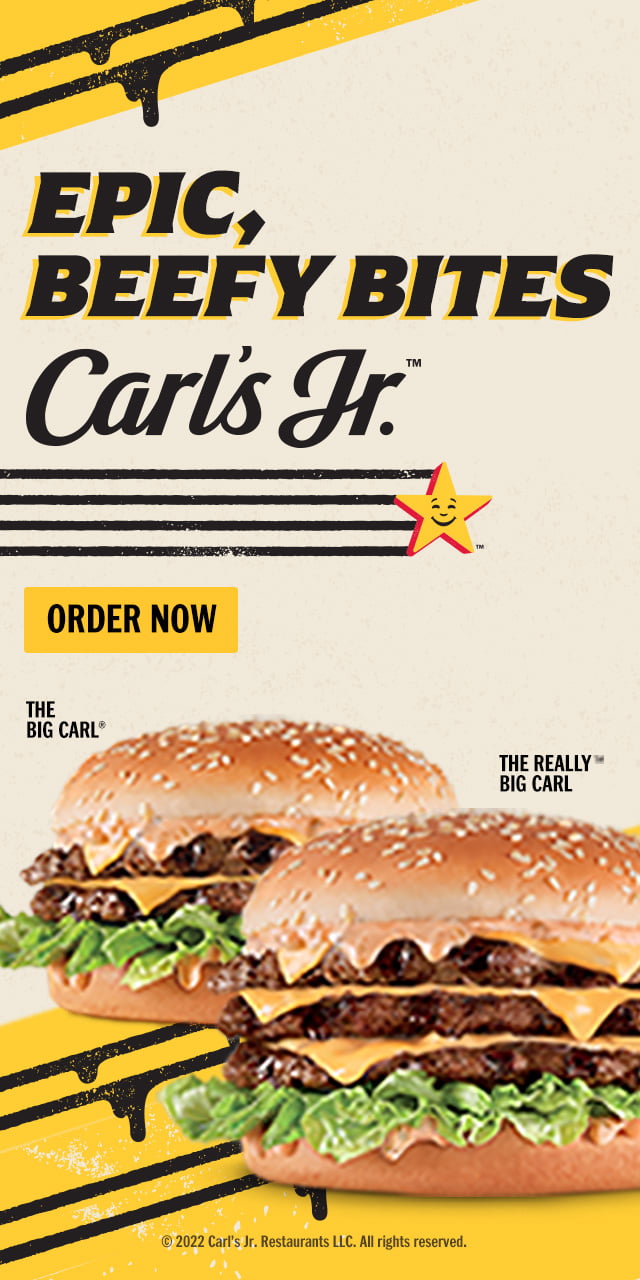 EPIC,
BEEFY BITES
Carl's Jr.™
™
ORDER NOW
THE
BIG CARL®
THE REALLY™
BIG CARL
© 2022 Carl's Jr. Restaurants LLC. All rights reserved.